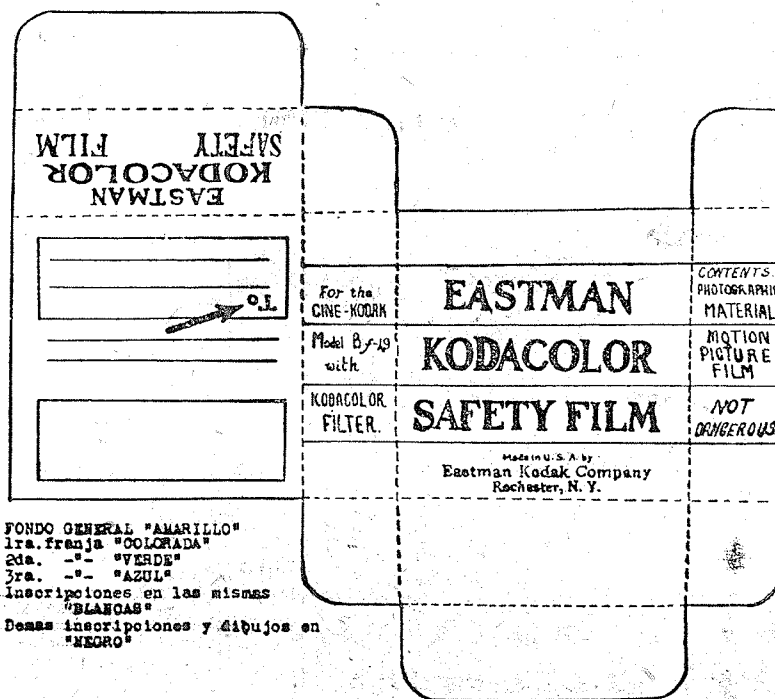 EASTMAN
KODACOLOR
SAFETY FILM
To
For the
CINE-KODAK
Model B f-1.9
with
KODACOLOR
FILTER.
EASTMAN
KODACOLOR
SAFETY FILM
Made in U.S.A. by
Eastman Kodak Company
Rochester, N. Y.
CONTENTS:
PHOTOGRAPHIC
MATERIAL
MOTION
PICTURE
FILM
NOT
DANGEROUS
FONDO GENERAL "AMARILLO"
1ra. franja "COLORADA"
2da. -"- "VERDE"
3ra. -"- "AZUL"
Inscripciones en las mismas
"BLANCAS"
Demas inscripciones y dibujos en
"NEGRO"